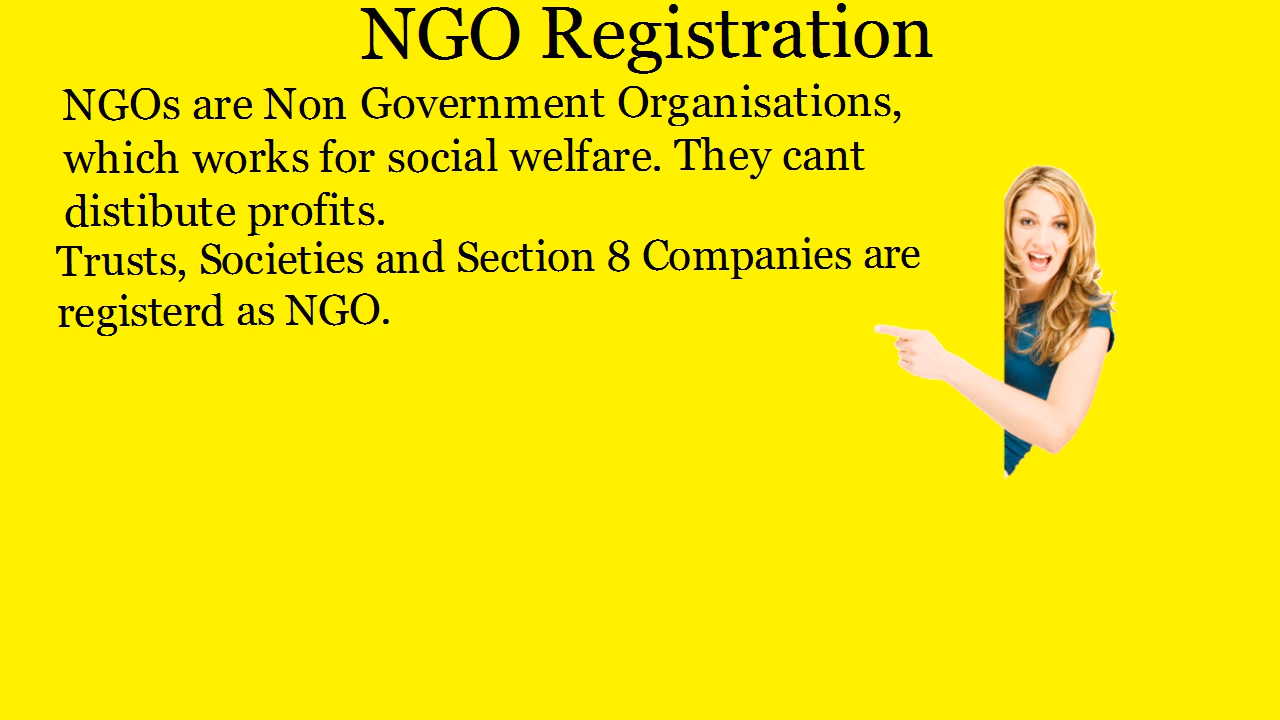 NGO Registration
NGOs are Non Government Organisations,
which works for social welfare. They cant
distibute profits.
Trusts, Societies and Section 8 Companies are
registerd as NGO.